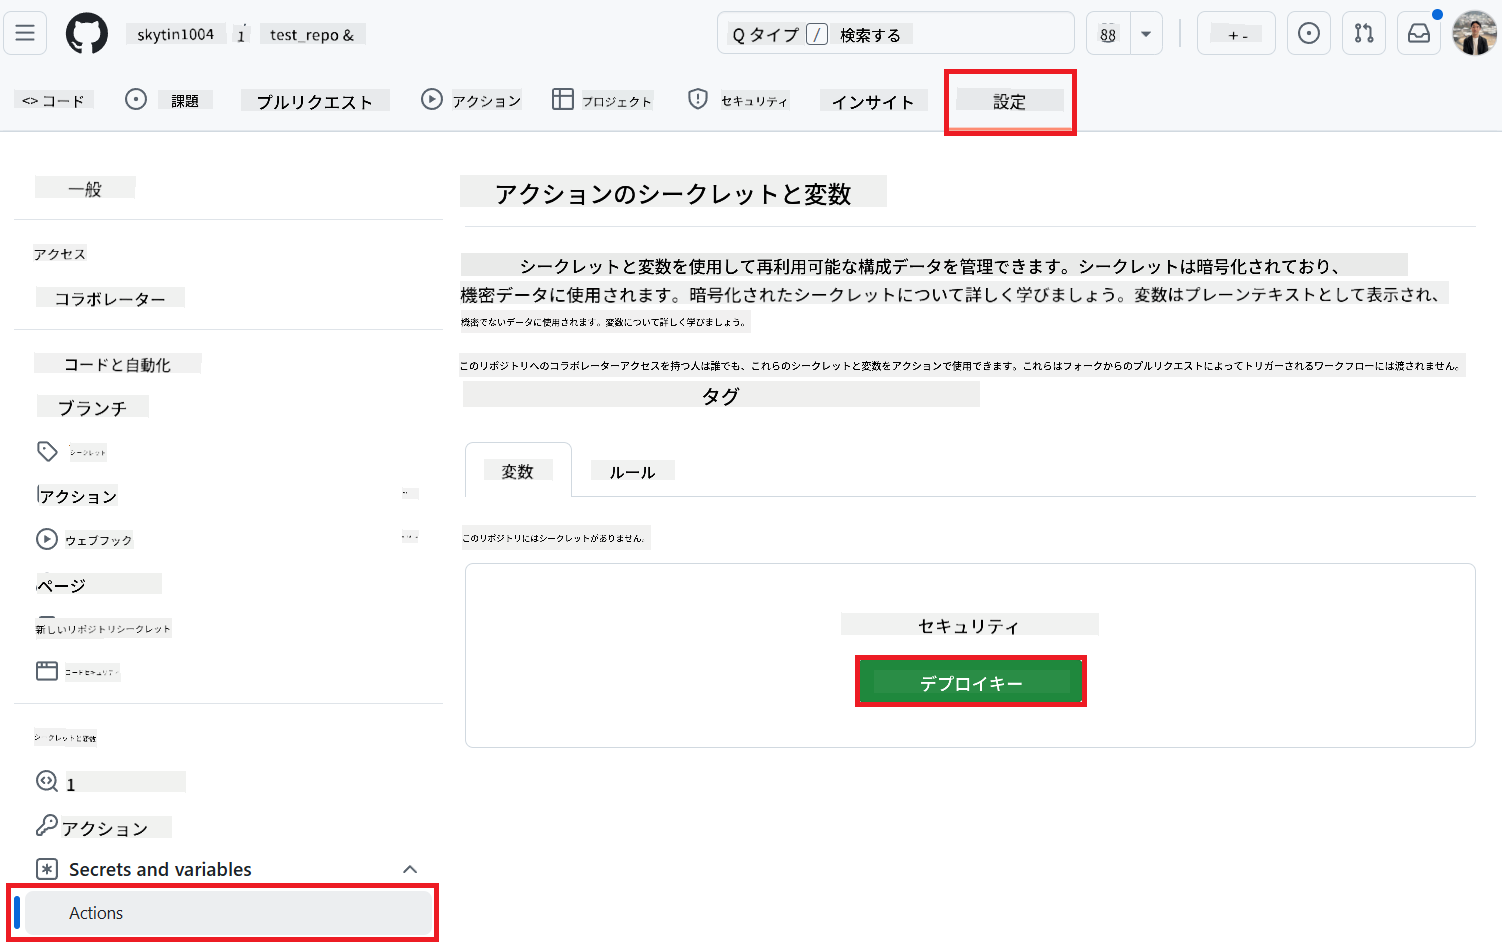 skytin1004 / test_repo &
Q タイプ / 検索する
88
+ -
<> コード
課題
プルリクエスト
アクション
プロジェクト
セキュリティ
インサイト
設定
一般
アクセス
コラボレーター
コードと自動化
ブランチ
シークレット
アクション
ウェブフック
ページ
新しいリポジトリシークレット
コードセキュリティ
シークレットと変数
1
アクション
Secrets and variables
Actions
アクションのシークレットと変数
シークレットと変数を使用して再利用可能な構成データを管理できます。シークレットは暗号化されており、
機密データに使用されます。暗号化されたシークレットについて詳しく学びましょう。変数はプレーンテキストとして表示され、
機密でないデータに使用されます。変数について詳しく学びましょう。
このリポジトリへのコラボレーターアクセスを持つ人は誰でも、これらのシークレットと変数をアクションで使用できます。これらはフォークからのプルリクエストによってトリガーされるワークフローには渡されません。
タグ
変数
ルール
このリポジトリにはシークレットがありません。
セキュリティ
デプロイキー